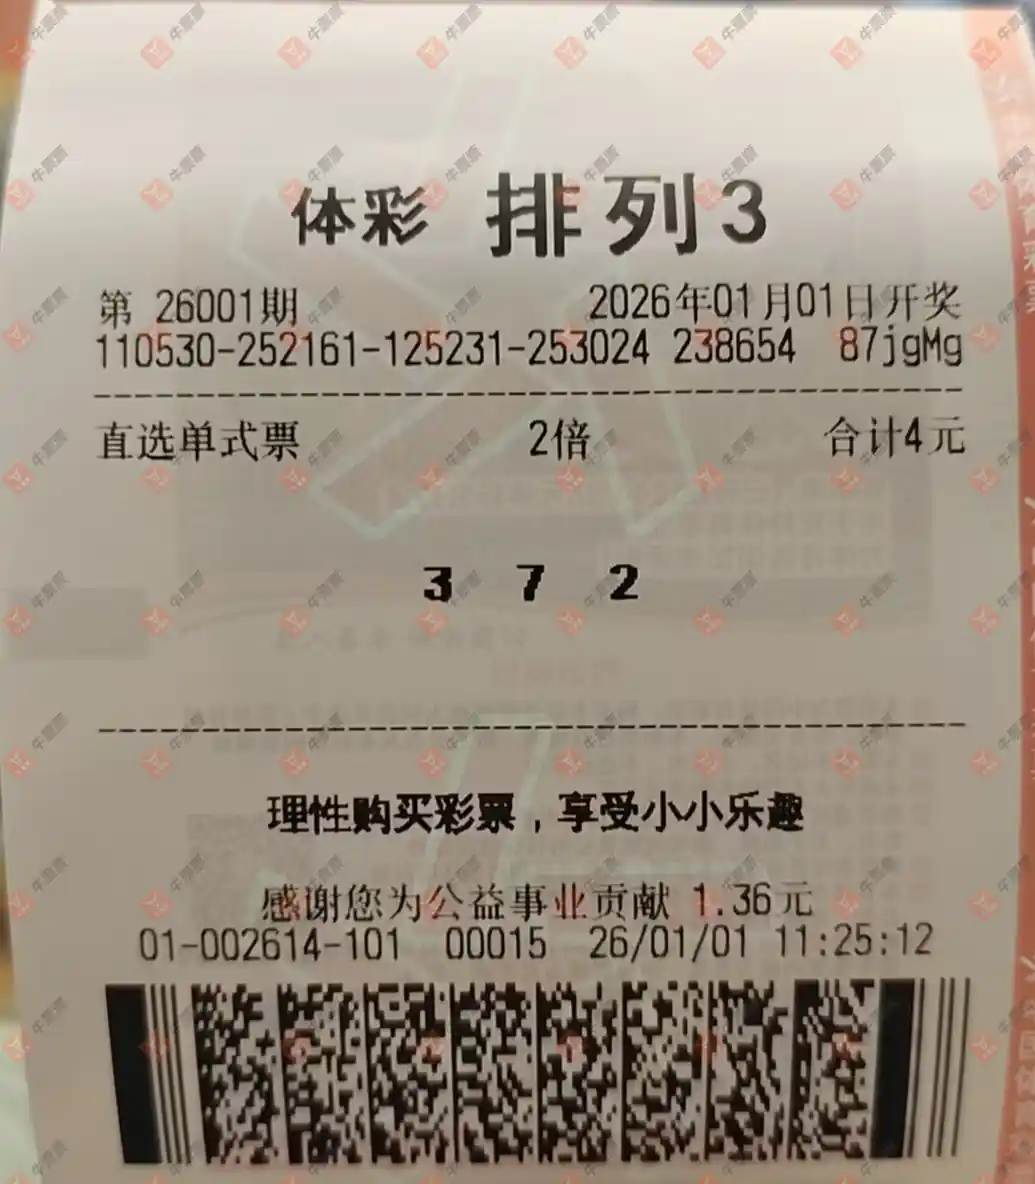 体彩 排列3
第 26001期 2026年01月01日开奖
110530-252161-125231-253024 238654 87jgMg
直选单式票 2倍 合计4元
3 7 2
理性购买彩票，享受小小乐趣
感谢您为公益事业贡献 1.36元
01-002614-101 00015 26/01/01 11:25:12